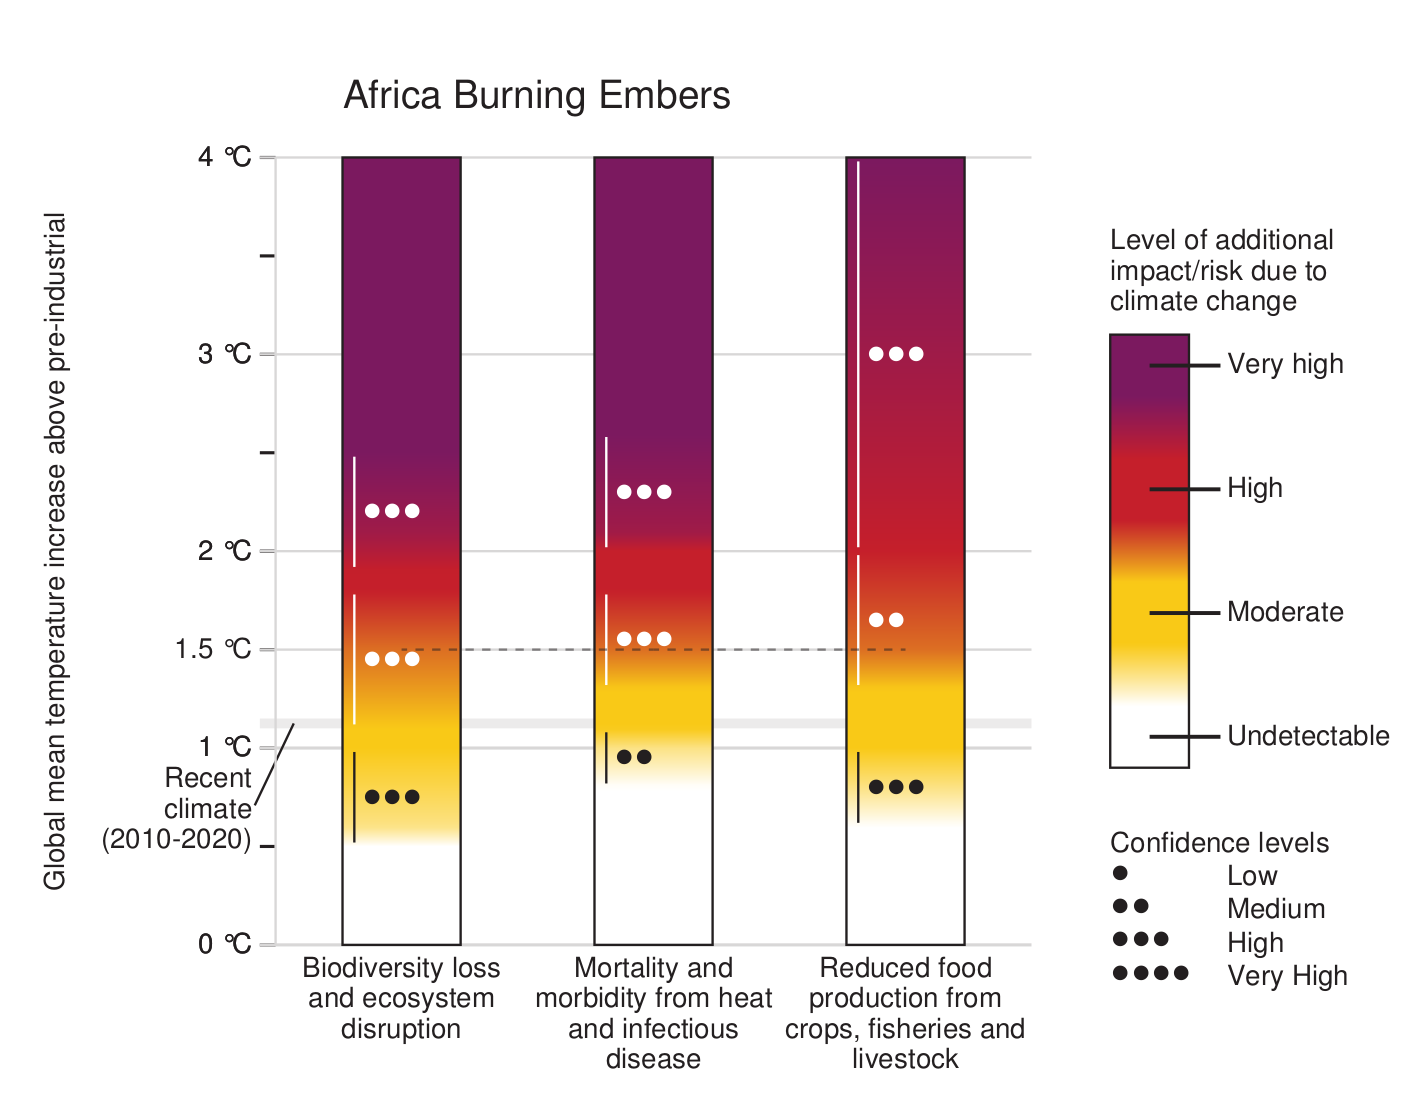 Africa Burning Embers
Global mean temperature increase above pre-industrial
4 °C
3 °C
2 °C
1.5 °C
1 °C
Recent
climate
(2010-2020)
0 °C
Biodiversity loss
and ecosystem
disruption
Mortality and
morbidity from heat
and infectious
disease
Reduced food
production from
crops, fisheries and
livestock
Level of additional
impact/risk due to
climate change
Very high
High
Moderate
Undetectable
Confidence levels
Low
Medium
High
Very High